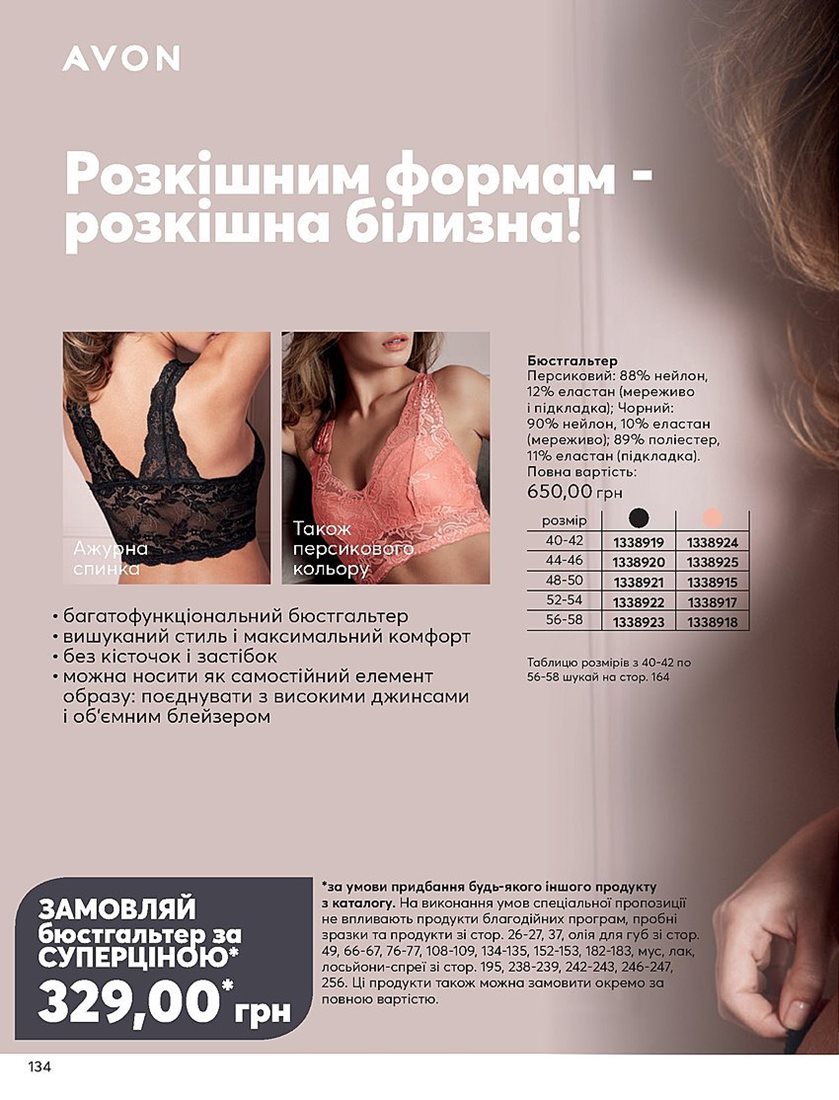 AVON
Розкішним формам -
розкішна білизна!
Ажурна
спинка
Також
персикового
кольору
Бюстгальтер
Персиковий: 88% нейлон,
12% еластан (мереживо
і підкладка); Чорний:
90% нейлон, 10% еластан
(мереживо); 89% поліестер,
11% еластан (підкладка).
Повна вартість:
650,00 грн
розмір
40-42 1338919 1338924
44-46 1338920 1338925
48-50 1338921 1338915
52-54 1338922 1338917
56-58 1338923 1338918
Таблицю розмірів з 40-42 по
56-58 шукай на стор. 164
• багатофункціональний бюстгальтер
• вишуканий стиль і максимальний комфорт
• без кісточок і застібок
• можна носити як самостійний елемент
образу: поєднувати з високими джинсами
і об'ємним блейзером
ЗАМОВЛЯЙ
бюстгальтер за
СУПЕРЦІНОЮ*
329,00* грн
*за умови придбання будь-якого іншого продукту
з каталогу. На виконання умов спеціальної пропозиції
не впливають продукти благодійних програм, пробні
зразки та продукти зі стор. 26-27, 37, олія для губ зі стор.
49, 66-67, 76-77, 108-109, 134-135, 152-153, 182-183, мус, лак,
лосьйони-спреї зі стор. 195, 238-239, 242-243, 246-247,
256. Ці продукти також можна замовити окремо за
повною вартістю.
134